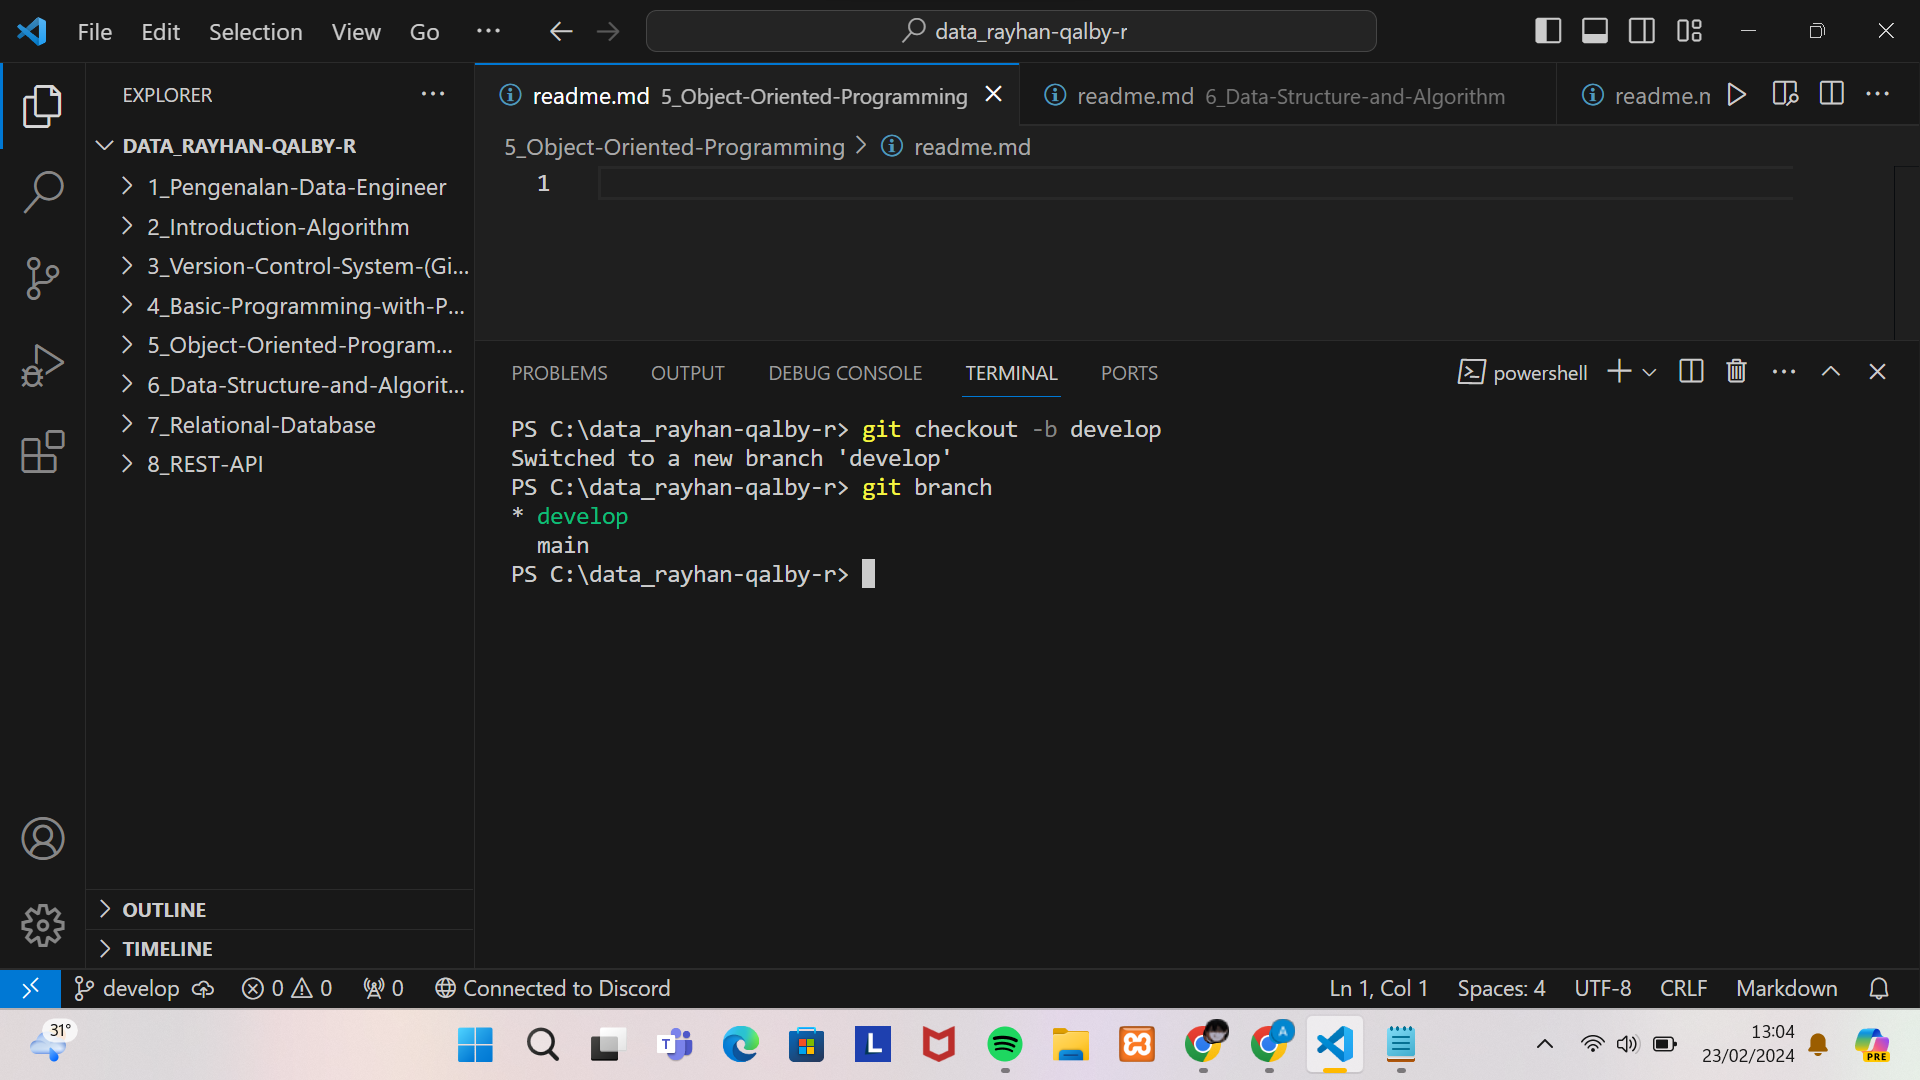 File Edit Selection View Go ··· data_rayhan-qalby-r
EXPLORER ···
DATA_RAYHAN-QALBY-R
1_Pengenalan-Data-Engineer
2_Introduction-Algorithm
3_Version-Control-System-(Gi...
4_Basic-Programming-with-P...
5_Object-Oriented-Program...
6_Data-Structure-and-Algorit...
7_Relational-Database
8_REST-API
OUTLINE
TIMELINE
readme.md 5_Object-Oriented-Programming readme.md 6_Data-Structure-and-Algorithm readme.n
5_Object-Oriented-Programming > readme.md
1
PROBLEMS OUTPUT DEBUG CONSOLE TERMINAL PORTS powershell
PS C:\data_rayhan-qalby-r> git checkout -b develop
Switched to a new branch 'develop'
PS C:\data_rayhan-qalby-r> git branch
* develop
main
PS C:\data_rayhan-qalby-r>
develop 0 0 0 Connected to Discord Ln 1, Col 1 Spaces: 4 UTF-8 CRLF Markdown
31° T L A 13:04
23/02/2024 PRE